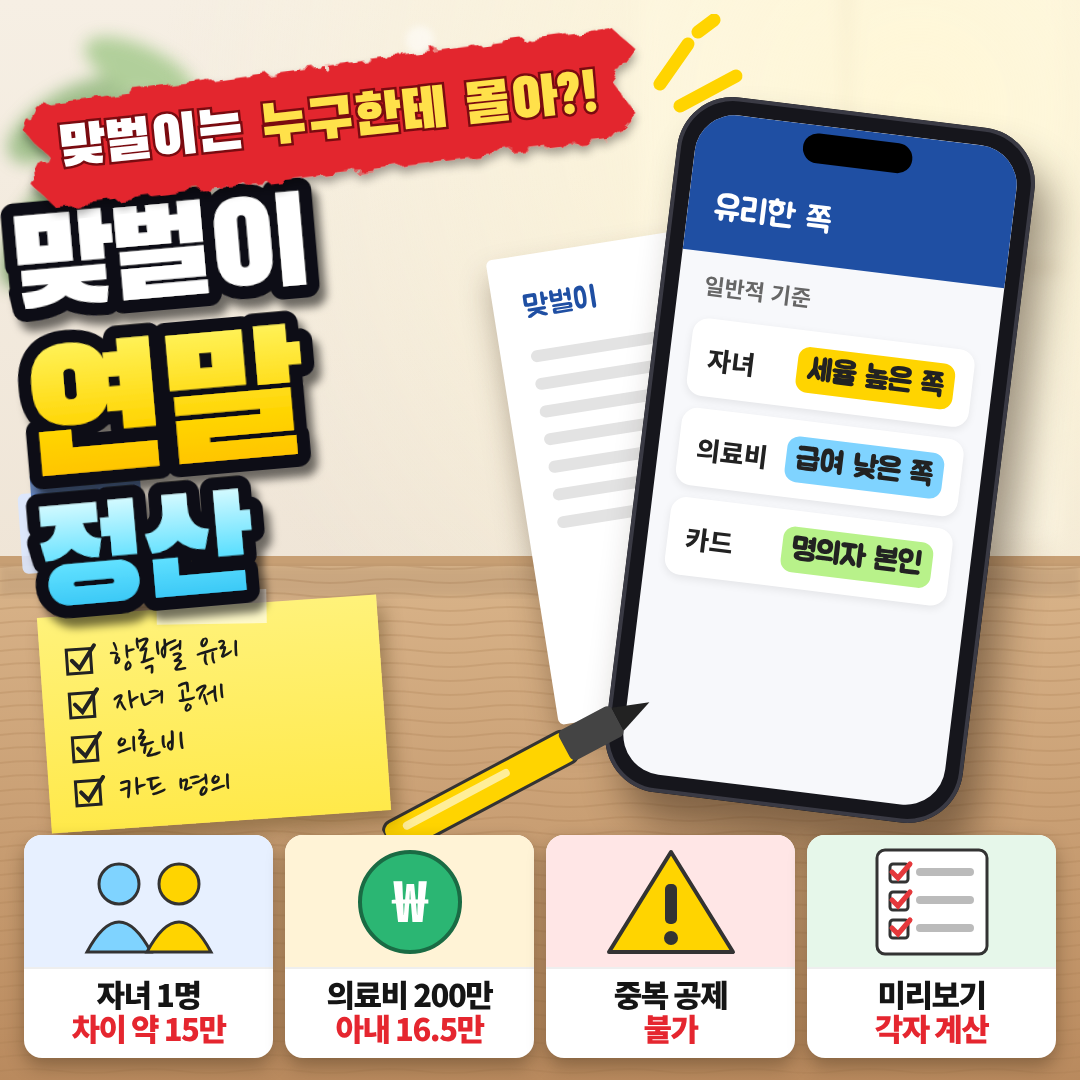 맞벌이는 누구한테 몰아?!
맞벌이
연말
정산
맞벌이
유리한 쪽
일반적 기준
자녀 세율 높은 쪽
의료비 급여 낮은 쪽
카드 명의자 본인
항목별 유리
자녀 공제
의료비
카드 명의
자녀 1명
차이 약 15만
₩
의료비 200만
아내 16.5만
중복 공제
불가
미리보기
각자 계산